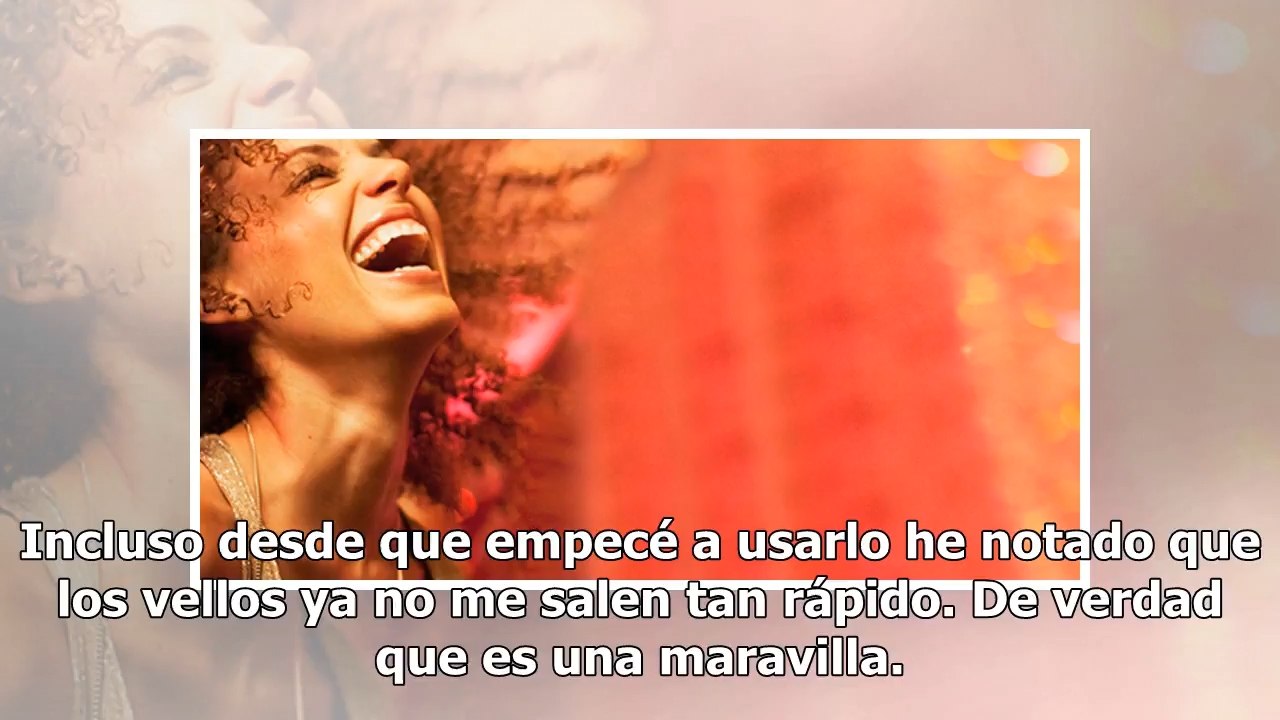 Incluso desde que empecé a usarlo he notado que
los vellos ya no me salen tan rápido. De verdad
que es una maravilla.